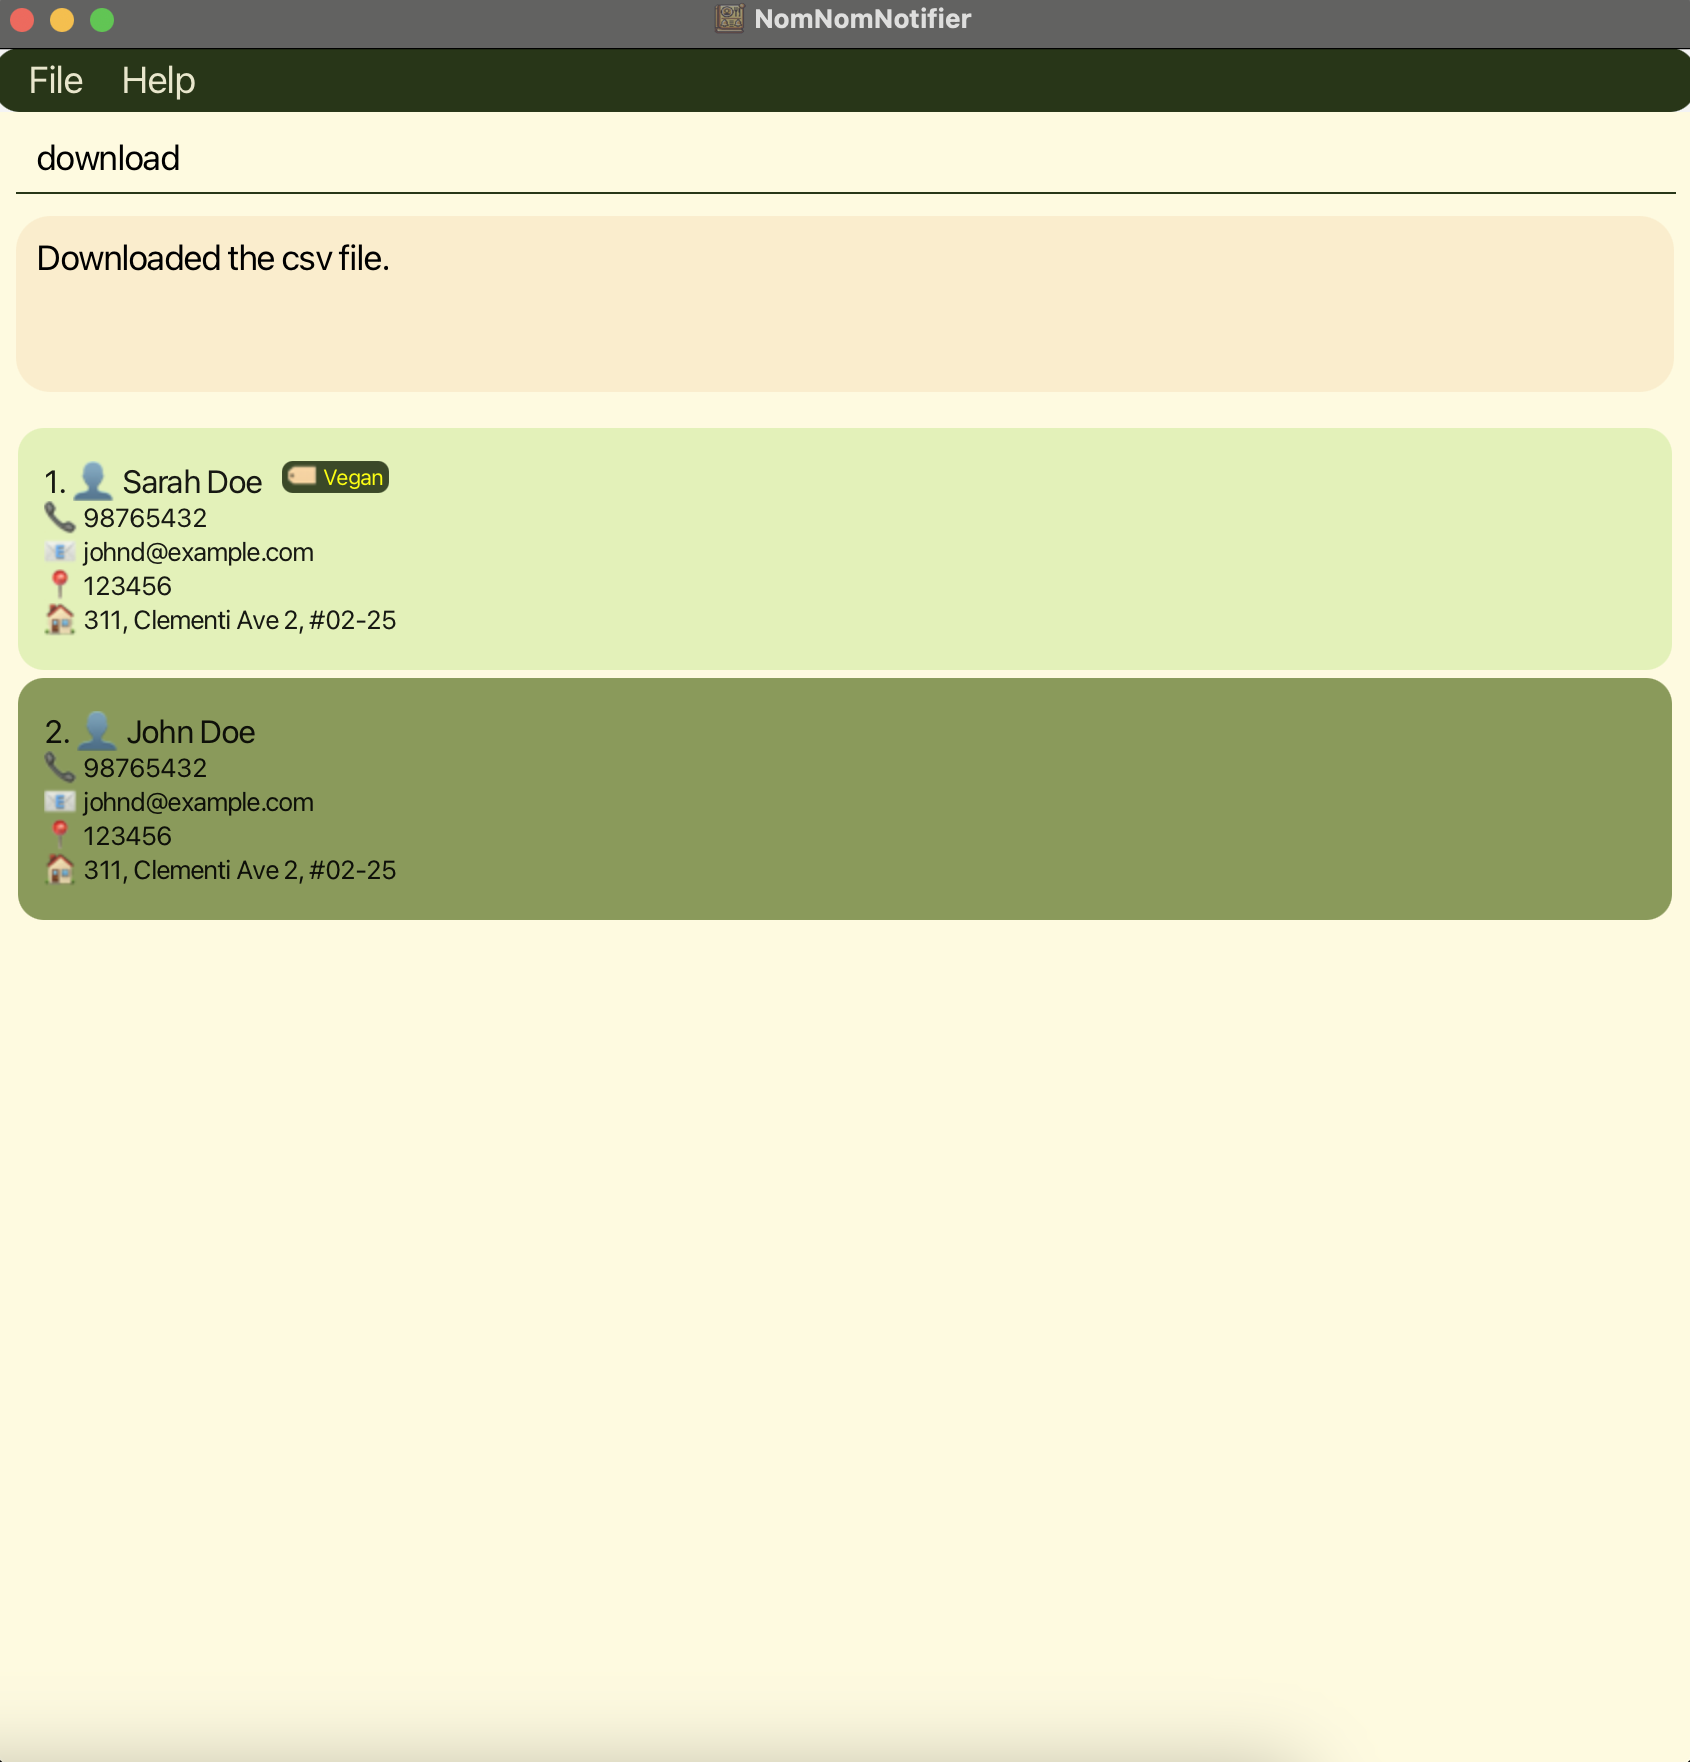 NomNomNotifier
File Help
download
Downloaded the csv file.
1. Sarah Doe Vegan
98765432
johnd@example.com
123456
311, Clementi Ave 2, #02-25
2. John Doe
98765432
johnd@example.com
123456
311, Clementi Ave 2, #02-25